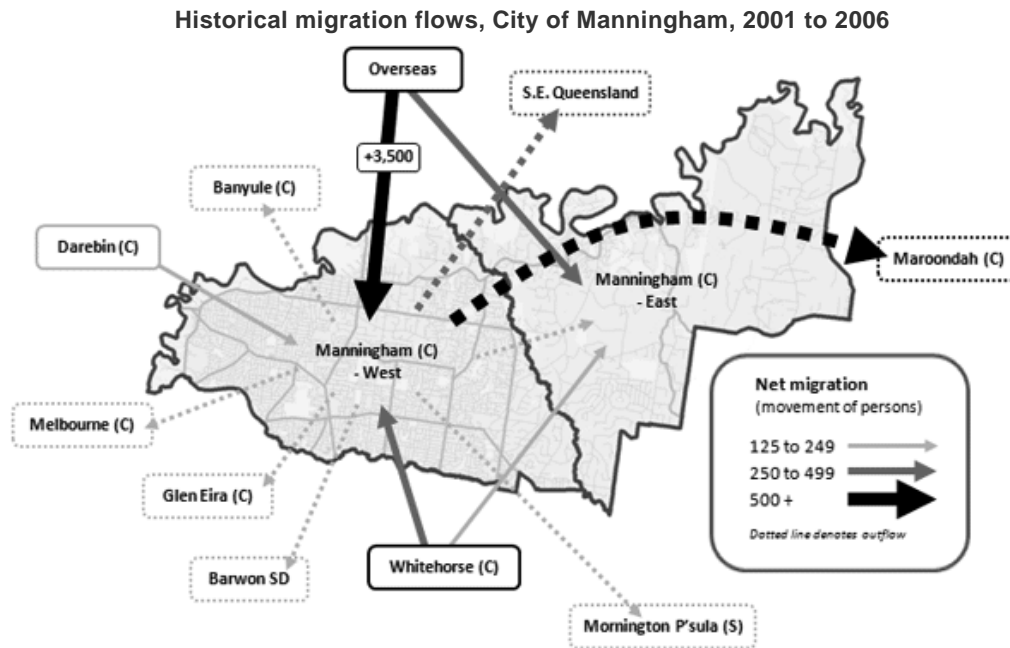 Historical migration flows, City of Manningham, 2001 to 2006
Overseas
S.E. Queensland
+3,500
Banyule (C)
Darebin (C)
Maroondah (C)
Manningham (C)
- East
Manningham (C)
- West
Melbourne (C)
Glen Eira (C)
Barwon SD
Whitehorse (C)
Mornington P'sula (S)
Net migration
(movement of persons)
125 to 249
250 to 499
500 +
Dotted line denotes outflow